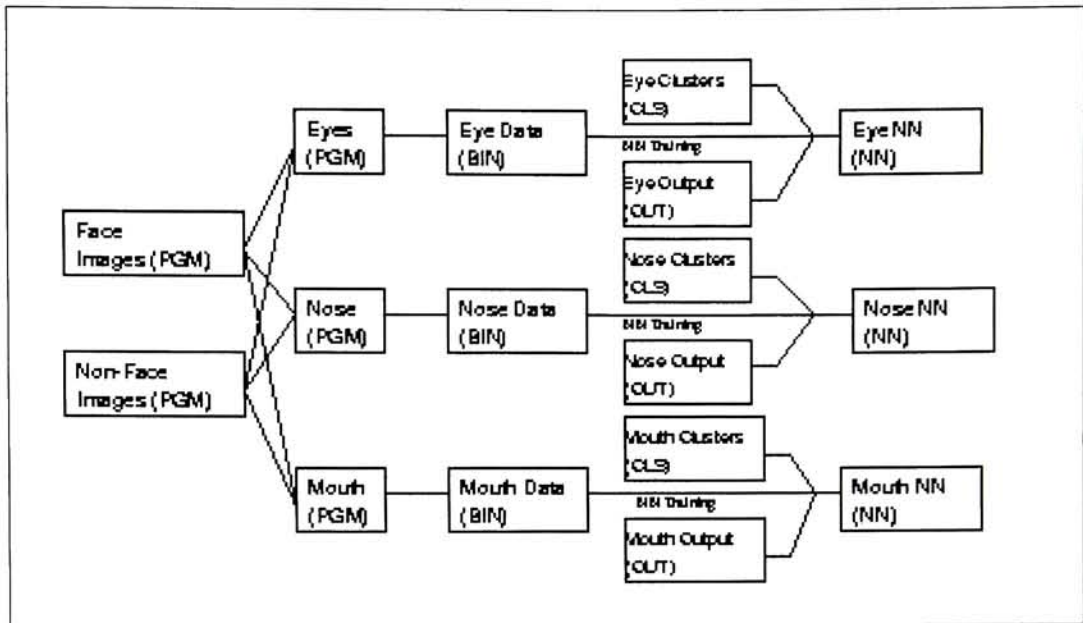 Eye Clusters
(CLS)
Eyes
(PGM)
Eye Data
(BIN)
NN Training
Eye NN
(NN)
Eye Output
(OUT)
Face
Images (PGM)
Nose Clusters
(CLS)
Nose
(PGM)
Nose Data
(BIN)
NN Training
Nose NN
(NN)
Non-Face
Images (PGM)
Nose Output
(OUT)
Mouth Clusters
(CLS)
Mouth
(PGM)
Mouth Data
(BIN)
NN Training
Mouth NN
(NN)
Mouth Output
(OUT)